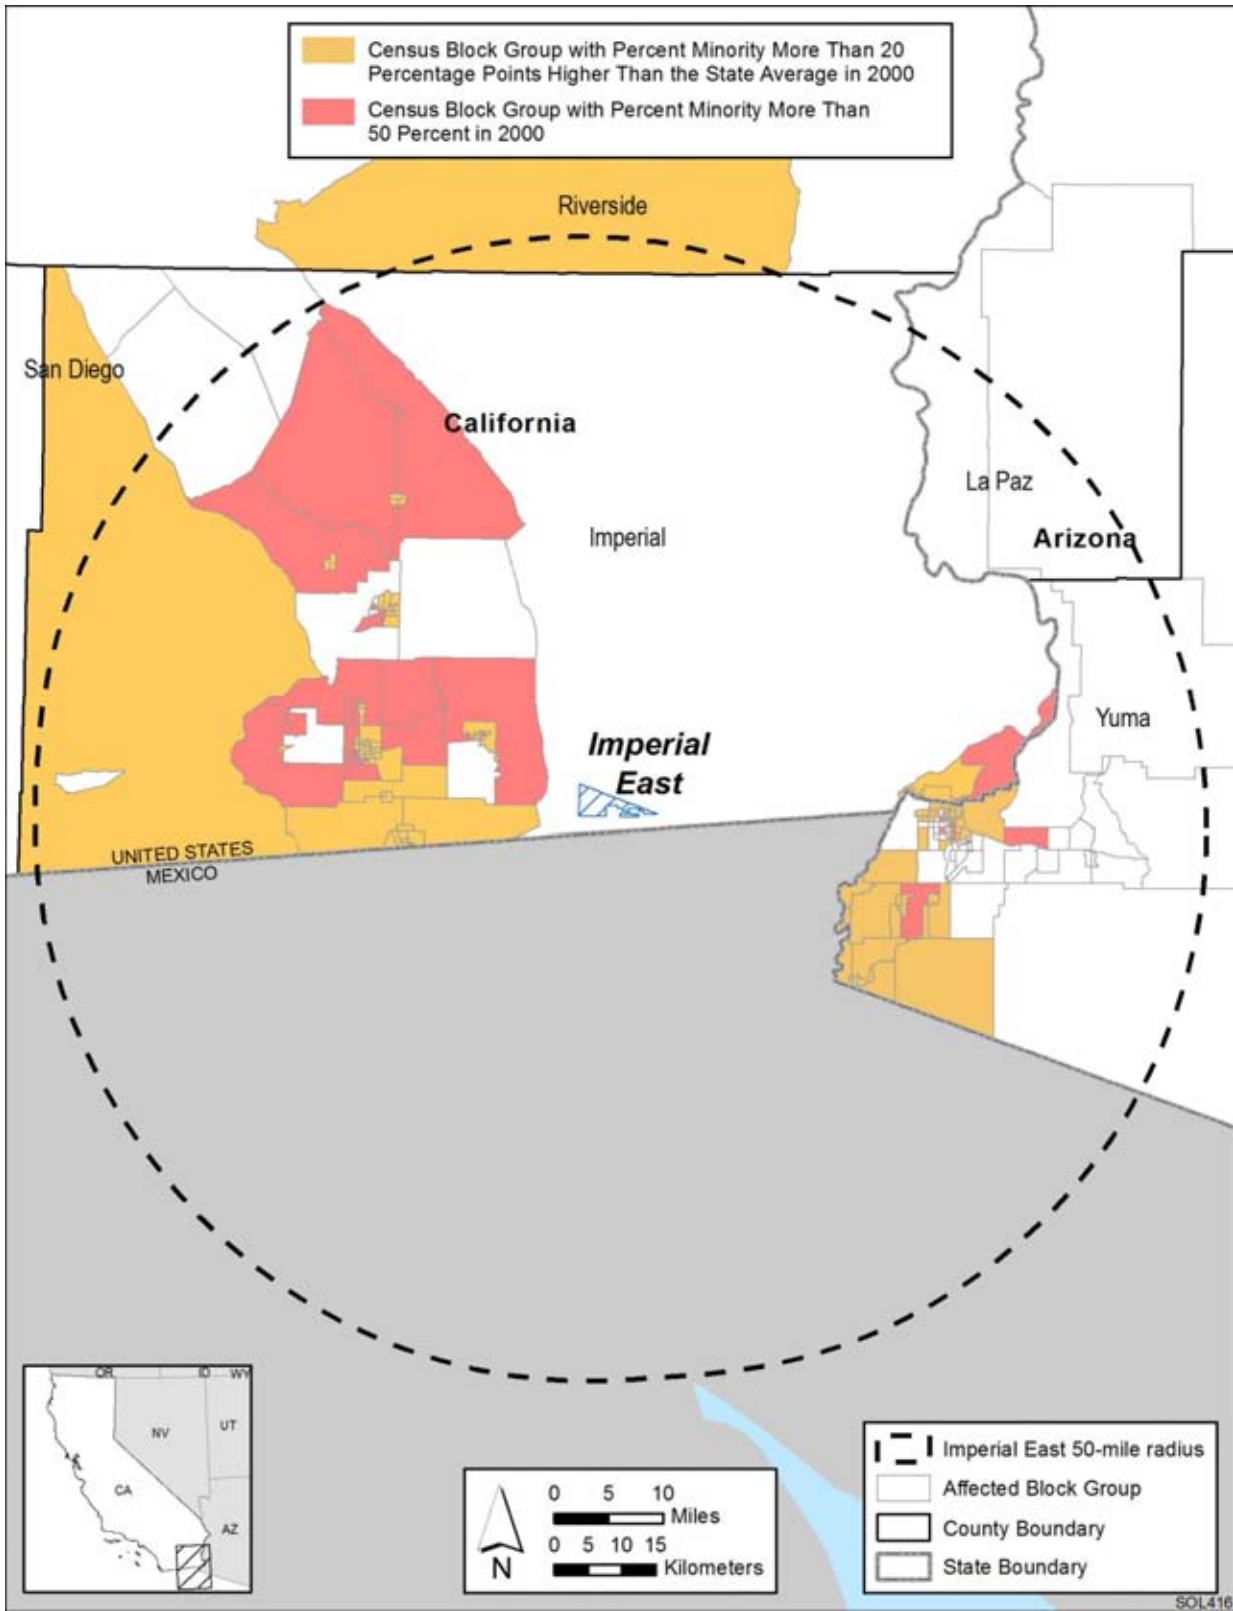 Census Block Group with Percent Minority More Than 20
Percentage Points Higher Than the State Average in 2000
Census Block Group with Percent Minority More Than
50 Percent in 2000
Riverside
San Diego
California
La Paz
Imperial
Arizona
Yuma
Imperial
East
UNITED STATES
MEXICO
OR
ID
WY
NV
UT
CA
AZ
N
0 5 10
Miles
0 5 10 15
Kilometers
Imperial East 50-mile radius
Affected Block Group
County Boundary
State Boundary
SOL416